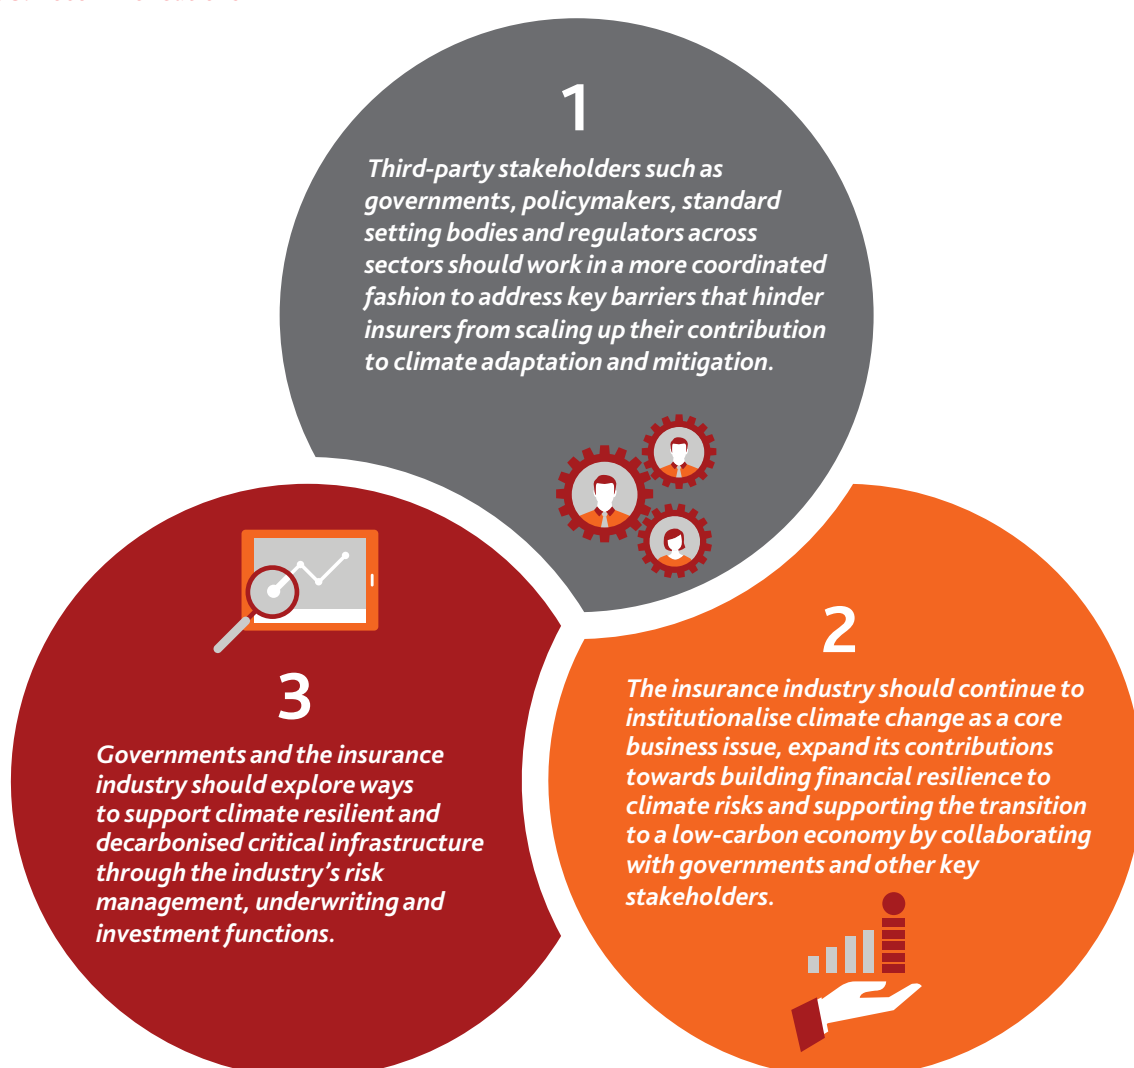 1
Third-party stakeholders such as
governments, policymakers, standard
setting bodies and regulators across
sectors should work in a more coordinated
fashion to address key barriers that hinder
insurers from scaling up their contribution
to climate adaptation and mitigation.
2
The insurance industry should continue to
institutionalise climate change as a core
business issue, expand its contributions
towards building financial resilience to
climate risks and supporting the transition
to a low-carbon economy by collaborating
with governments and other key
stakeholders.
3
Governments and the insurance
industry should explore ways
to support climate resilient and
decarbonised critical infrastructure
through the industry’s risk
management, underwriting and
investment functions.